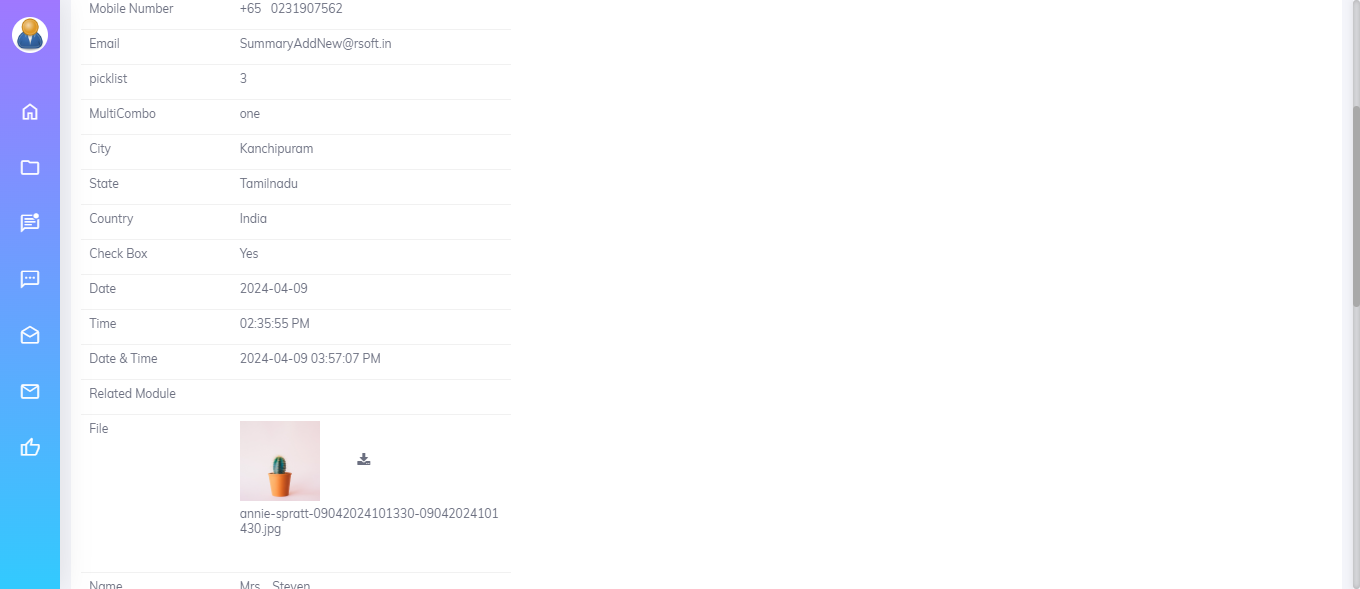 Mobile Number +65 0231907562
Email SummaryAddNew@rsoft.in
picklist 3
MultiCombo one
City Kanchipuram
State Tamilnadu
Country India
Check Box Yes
Date 2024-04-09
Time 02:35:55 PM
Date & Time 2024-04-09 03:57:07 PM
Related Module
File
annie-spratt-09042024101330-09042024101
430.jpg
Name Mrs. Steven